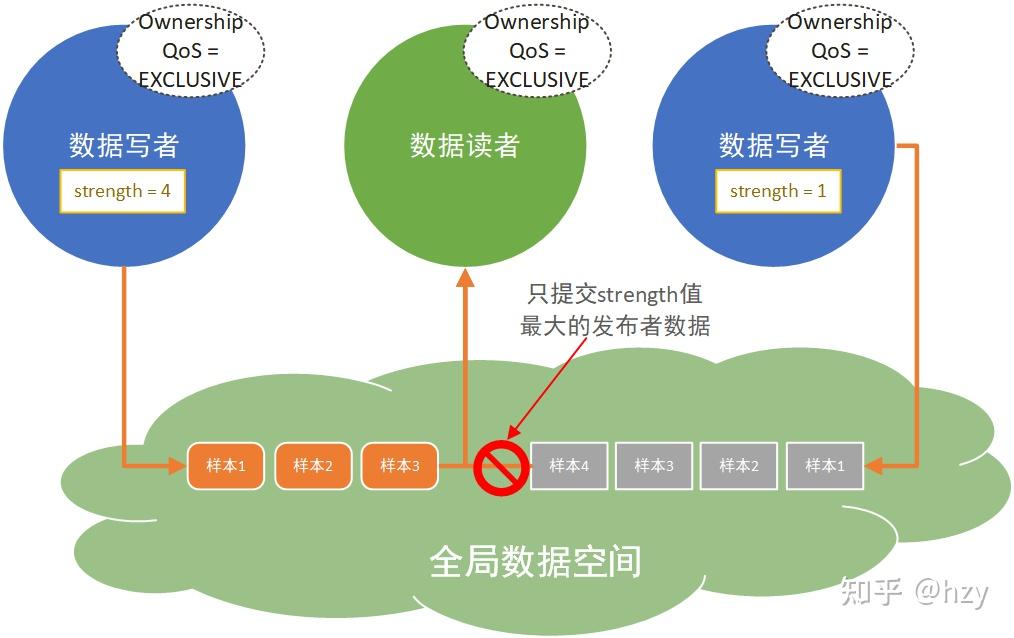 Ownership
QoS =
EXCLUSIVE
数据写者
strength = 4
Ownership
QoS =
EXCLUSIVE
数据读者
Ownership
QoS =
EXCLUSIVE
数据写者
strength = 1
只提交strength值
最大的发布者数据
样本1
样本2
样本3
样本4
样本3
样本2
样本1
全局数据空间
知乎 @hzy